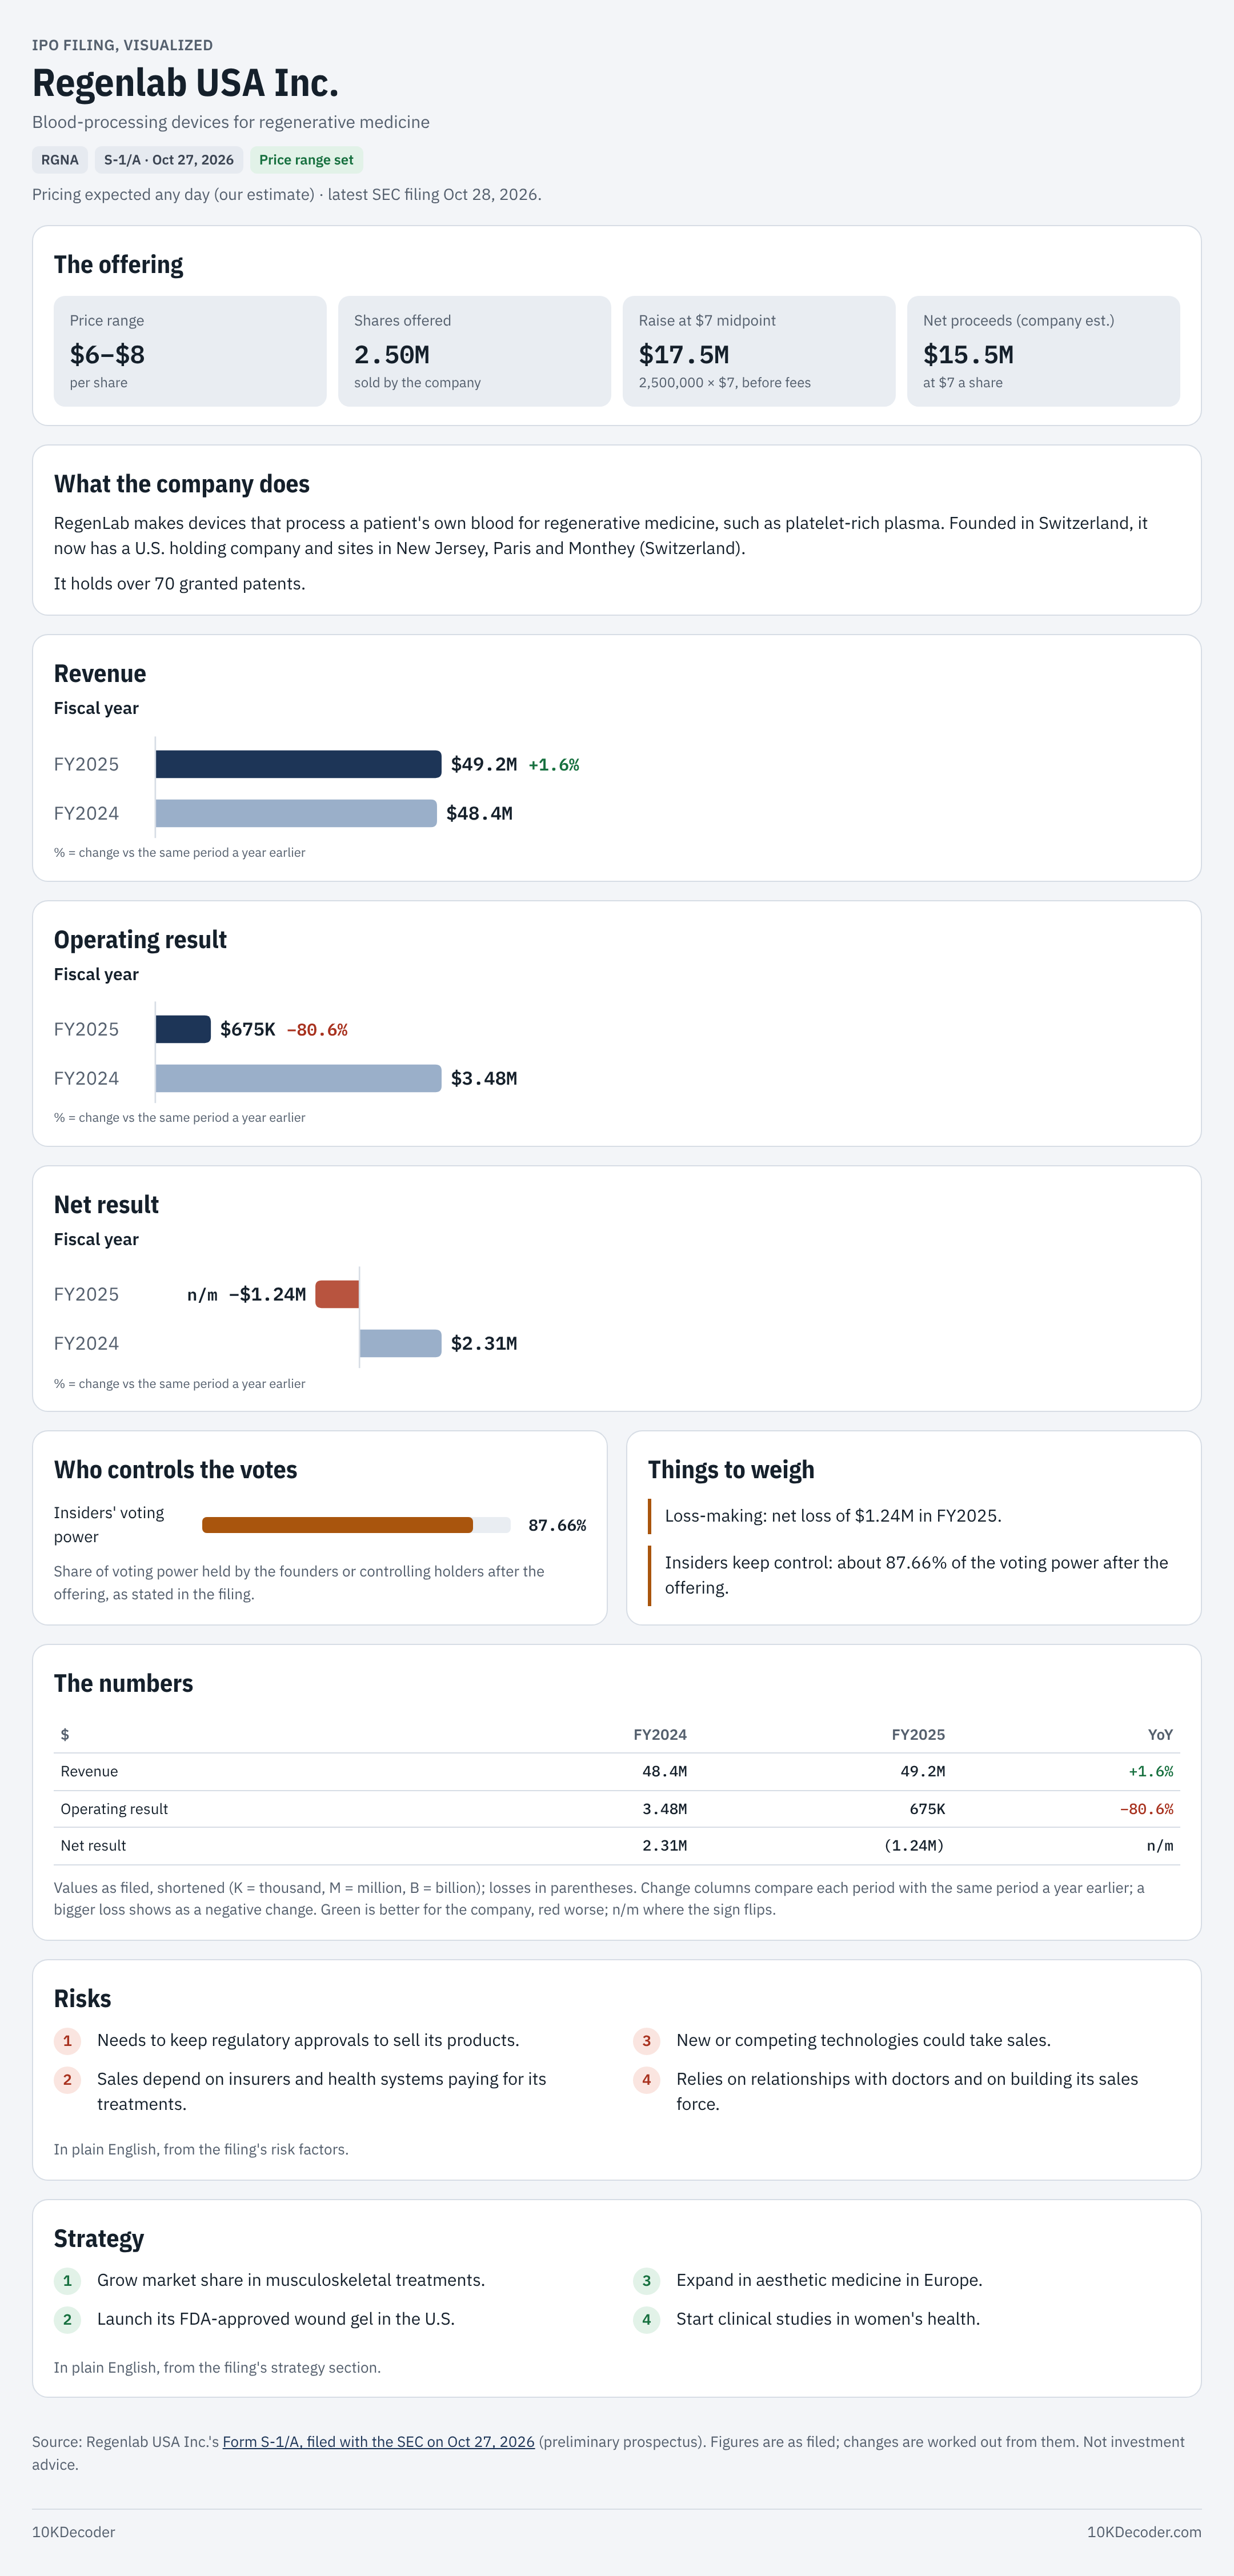 IPO FILING, VISUALIZED
Regenlab USA Inc.
Blood-processing devices for regenerative medicine
RGNA
S-1/A · Oct 27, 2026
Price range set
Pricing expected any day (our estimate) · latest SEC filing Oct 28, 2026.
The offering
Price range
$6–$8
per share
Shares offered
2.50M
sold by the company
Raise at $7 midpoint
$17.5M
2,500,000 × $7, before fees
Net proceeds (company est.)
$15.5M
at $7 a share
What the company does
RegenLab makes devices that process a patient's own blood for regenerative medicine, such as platelet-rich plasma. Founded in Switzerland, it
now has a U.S. holding company and sites in New Jersey, Paris and Monthey (Switzerland).
It holds over 70 granted patents.
Revenue
Fiscal year
FY2025 $49.2M +1.6%
FY2024 $48.4M
% = change vs the same period a year earlier
Operating result
Fiscal year
FY2025 $675K −80.6%
FY2024 $3.48M
% = change vs the same period a year earlier
Net result
Fiscal year
FY2025 n/m −$1.24M
FY2024 $2.31M
% = change vs the same period a year earlier
Who controls the votes
Insiders' voting
power
87.66%
Share of voting power held by the founders or controlling holders after the
offering, as stated in the filing.
Things to weigh
Loss-making: net loss of $1.24M in FY2025.
Insiders keep control: about 87.66% of the voting power after the
offering.
The numbers
$ FY2024 FY2025 YoY
Revenue 48.4M 49.2M +1.6%
Operating result 3.48M 675K −80.6%
Net result 2.31M (1.24M) n/m
Values as filed, shortened (K = thousand, M = million, B = billion); losses in parentheses. Change columns compare each period with the same period a year earlier; a
bigger loss shows as a negative change. Green is better for the company, red worse; n/m where the sign flips.
Risks
1 Needs to keep regulatory approvals to sell its products.
2 Sales depend on insurers and health systems paying for its
treatments.
3 New or competing technologies could take sales.
4 Relies on relationships with doctors and on building its sales
force.
In plain English, from the filing's risk factors.
Strategy
1 Grow market share in musculoskeletal treatments.
2 Launch its FDA-approved wound gel in the U.S.
3 Expand in aesthetic medicine in Europe.
4 Start clinical studies in women's health.
In plain English, from the filing's strategy section.
Source: Regenlab USA Inc.'s Form S-1/A, filed with the SEC on Oct 27, 2026 (preliminary prospectus). Figures are as filed; changes are worked out from them. Not investment
advice.
10KDecoder
10KDecoder.com